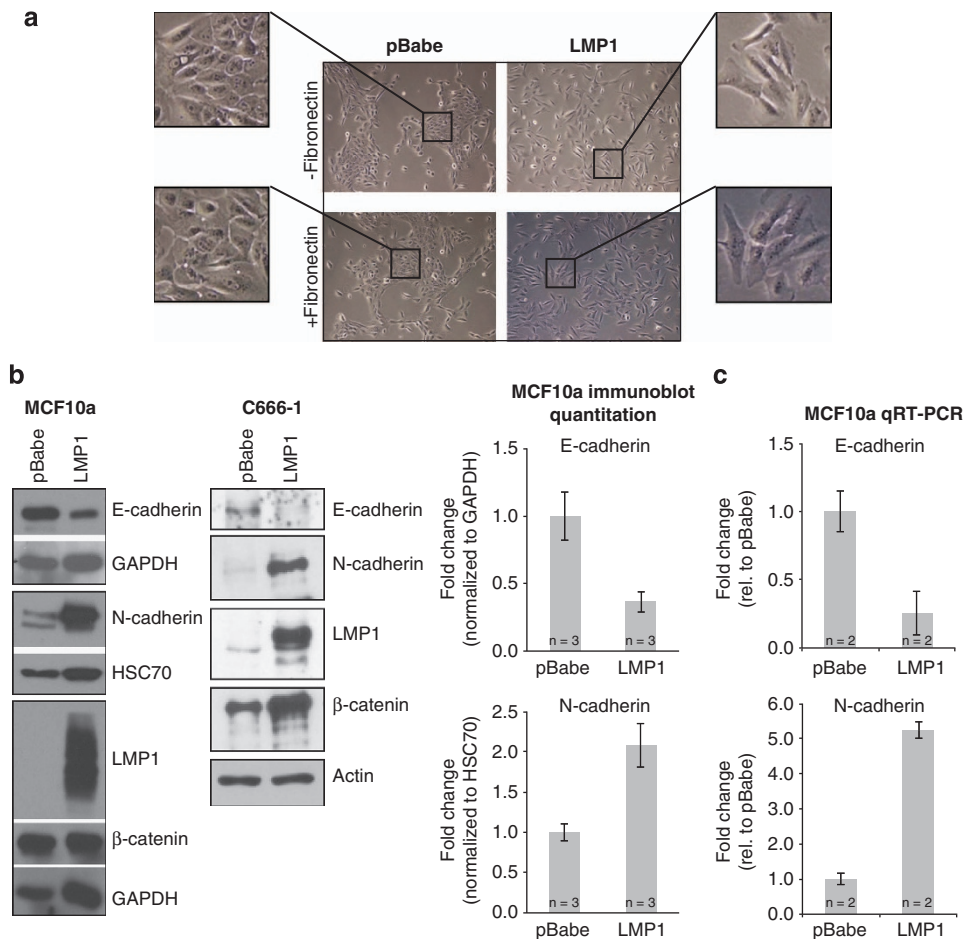 a
pBabe
LMP1
-Fibronectin
+Fibronectin
b
MCF10a
pBabe
LMP1
E-cadherin
GAPDH
N-cadherin
HSC70
LMP1
β-catenin
GAPDH
C666-1
pBabe
LMP1
E-cadherin
N-cadherin
LMP1
β-catenin
Actin
MCF10a immunoblot
quantitation
E-cadherin
Fold change
(normalized to GAPDH)
1.5
1.0
0.5
0.0
n = 3
n = 3
pBabe
LMP1
N-cadherin
Fold change
(normalized to HSC70)
2.5
2.0
1.5
1.0
0.5
0.0
n = 3
n = 3
pBabe
LMP1
c
MCF10a qRT-PCR
E-cadherin
Fold change
(rel. to pBabe)
1.5
1.0
0.5
0.0
n = 2
n = 2
pBabe
LMP1
N-cadherin
Fold change
(rel. to pBabe)
6.0
5.0
4.0
3.0
2.0
1.0
0.0
n = 2
n = 2
pBabe
LMP1